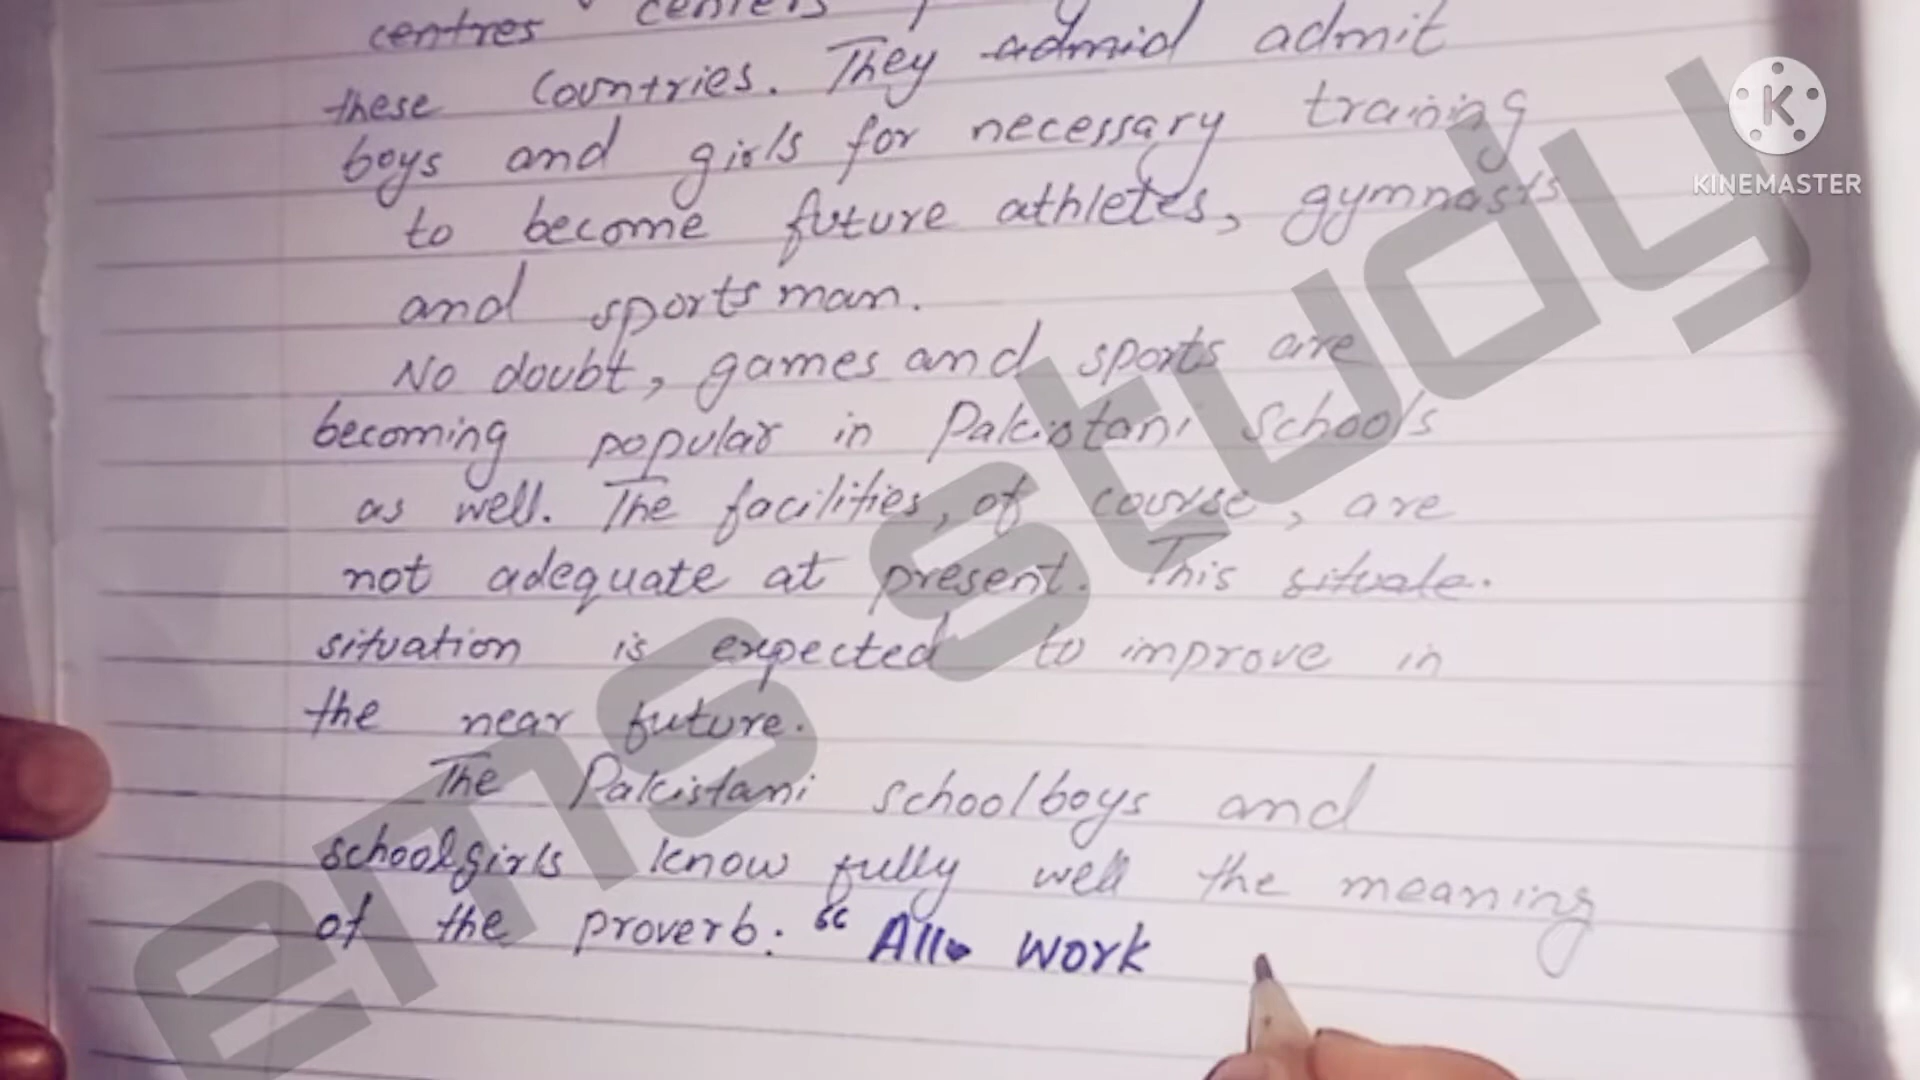 centres centers
these countries. They admid admit
boys and girls for necessary training
to become future athletes, gymnasts
and sportsman.
No doubt, games and sports are
becoming popular in Pakistani schools
as well. The facilities, of course, are
not adequate at present. This situate.
situation is expected to improve in
the near future.
The Pakistani schoolboys and
schoolgirls know fully well the meaning
of the proverb: "All work
KINEMASTER
ems study